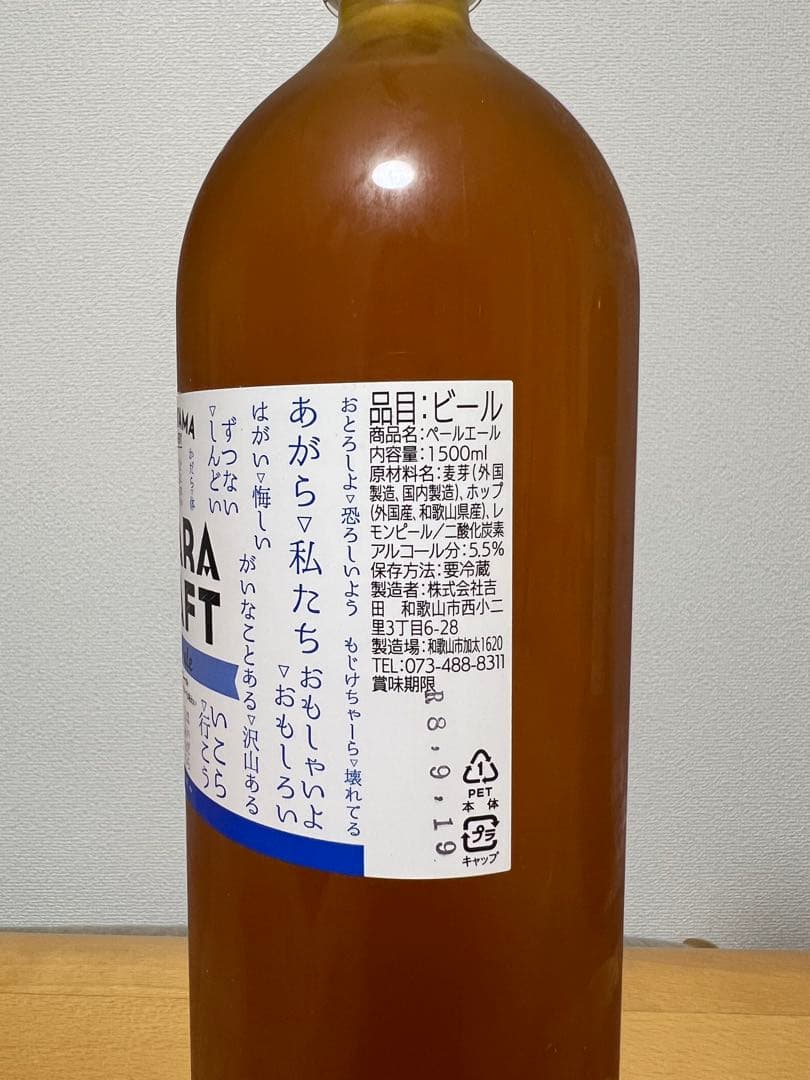 品目：ビール
商品名：ペールエール
内容量：1500ml
原材料名：麦芽（外国
製造、国内製造）、ホップ
（外国産、和歌山県産）、レ
モンピール／二酸化炭素
アルコール分：5.5%
保存方法：要冷蔵
製造者：株式会社吉
田　和歌山市西小二
里3丁目6-28
製造場：和歌山市加太1620
TEL：073-488-8311
賞味期限
R8,9,19
PET
本体
プラ
キャップ
おとろしよ▽恐ろしいよう
もじけちゃーら▽壊れてる
あがら▽私たち
おもしゃいよ
▽おもしろい
はがい▽悔しい
がいなことある▽沢山ある
ずつない
▽しんどい
いこら
▽行こう
からだ▽体
AMA
ARA
AFT